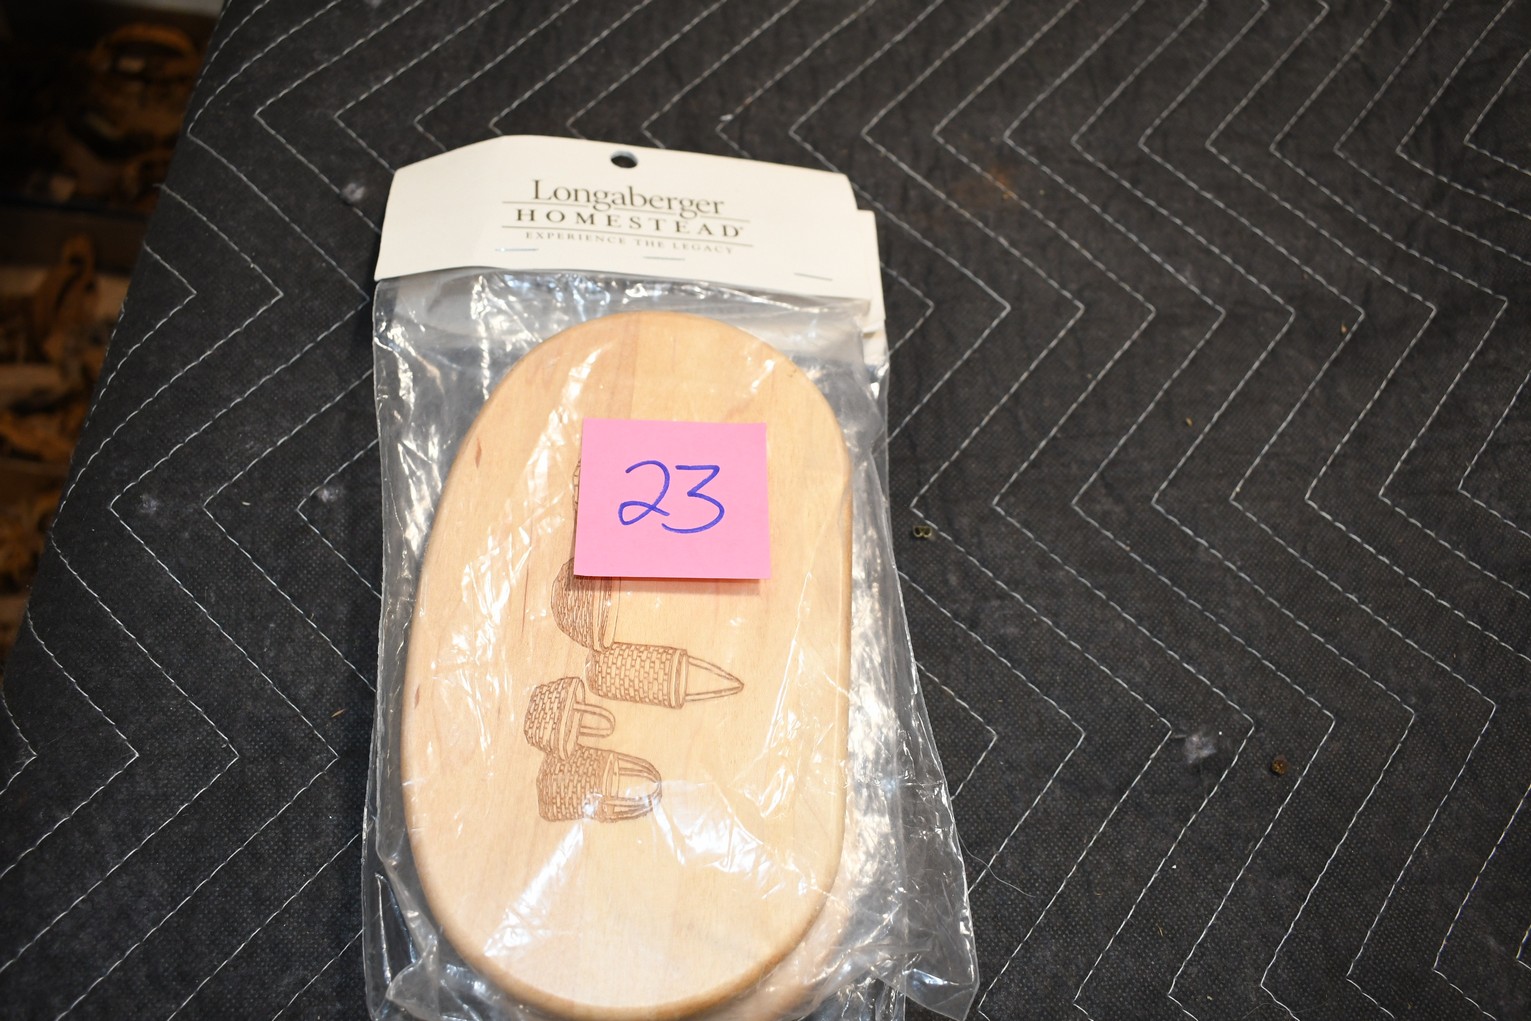 Longaberger
HOMESTEAD®
EXPERIENCE THE LEGACY
23